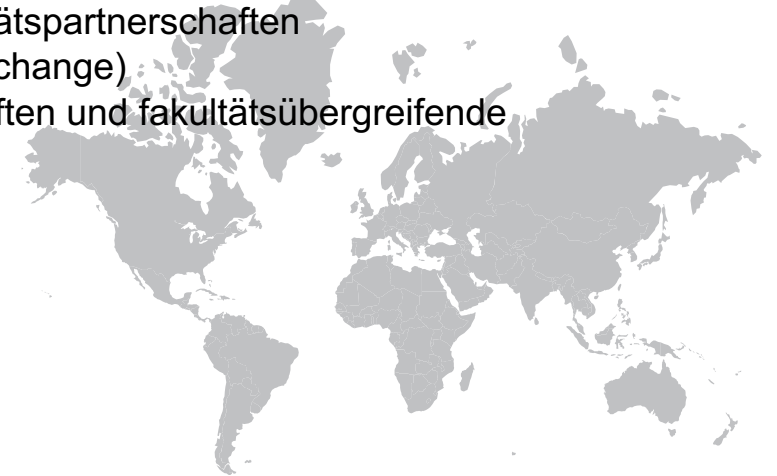 ätspartnerschaften
change)
ften und fakultätsübergreifende